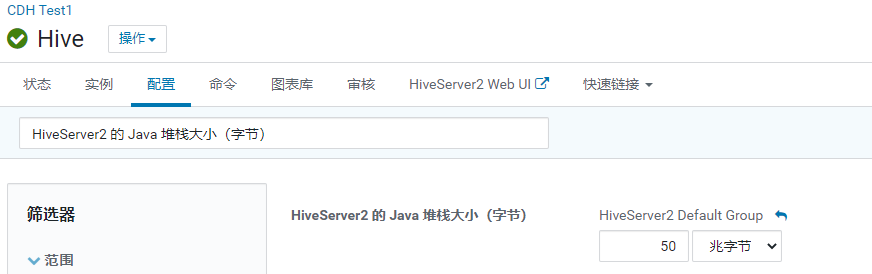 CDH Test1
Hive 操作
状态 实例 配置 命令 图表库 审核 HiveServer2 Web UI 快速链接
HiveServer2 的 Java 堆栈大小（字节）
筛选器
HiveServer2 的 Java 堆栈大小（字节） HiveServer2 Default Group
50 兆字节
范围